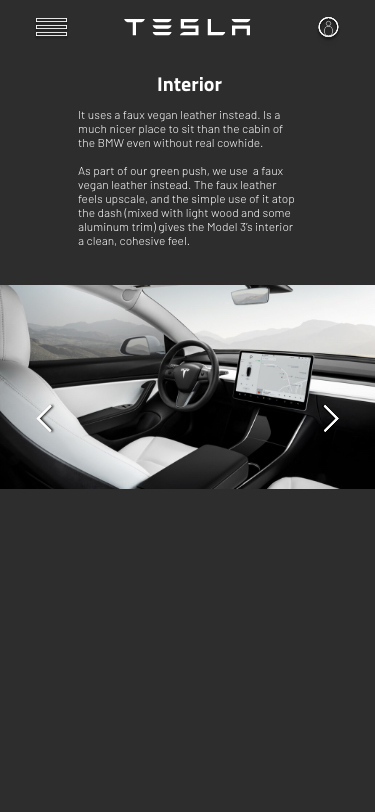 TESLA
Interior
It uses a faux vegan leather instead. Is a
much nicer place to sit than the cabin of
the BMW even without real cowhide.
As part of our green push, we use  a faux
vegan leather instead. The faux leather
feels upscale, and the simple use of it atop
the dash (mixed with light wood and some
aluminum trim) gives the Model 3's interior
a clean, cohesive feel.